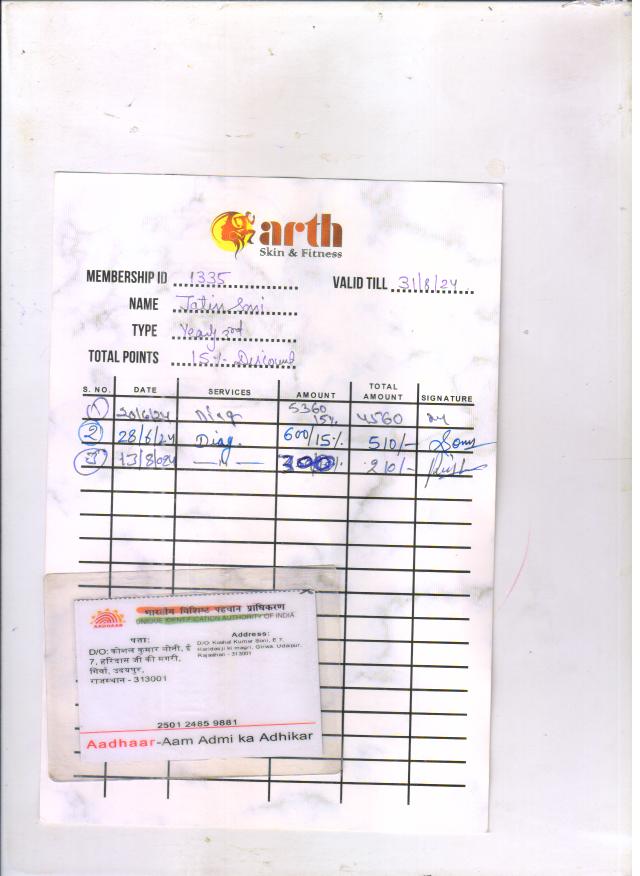 arth
Skin & Fitness
MEMBERSHIP ID 1335 VALID TILL 31/8/24
NAME Jatin Soni
TYPE Yearly
TOTAL POINTS 15% Discount
S. NO. DATE SERVICES AMOUNT TOTAL AMOUNT SIGNATURE
1 20/6/24 Diag 5360 15% 4560
2 28/6/24 Diag. 600/15% 510/- Sonu
3 13/8/024 —〃— 210/-
भारतीय विशिष्ट पहचान प्राधिकरण
UNIQUE IDENTIFICATION AUTHORITY OF INDIA
AADHAAR
पता:
D/O: कौशल कुमार सोनी, ई
7, हरिदास जी की मगरी,
गिर्वा, उदयपुर,
राजस्थान - 313001
Address:
D/O: Koshal Kumar Soni, E 7,
Haridasji ki magri, Girwa, Udaipur,
Rajasthan - 313001
2501 2485 9881
Aadhaar-Aam Admi ka Adhikar